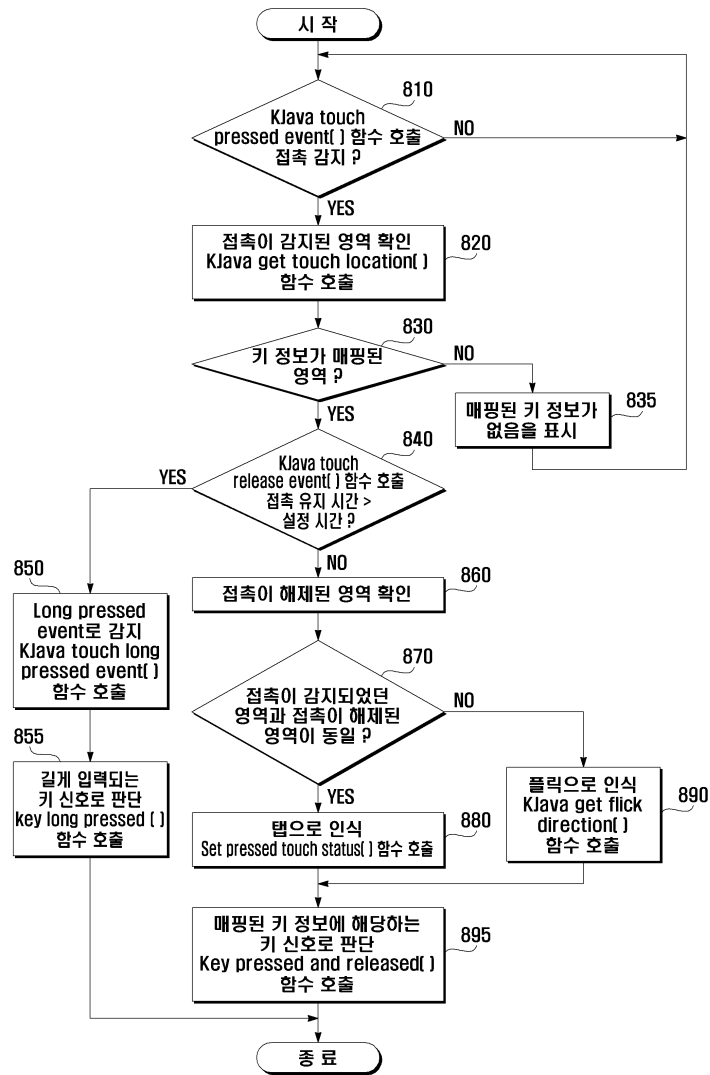 시 작
810
KJava touch
pressed event( ) 함수 호출
접촉 감지 ?
NO
YES
접촉이 감지된 영역 확인
KJava get touch location( )
함수 호출
820
830
키 정보가 매핑된
영역 ?
NO
YES
매핑된 키 정보가
없음을 표시
835
840
KJava touch
release event( ) 함수 호출
접촉 유지 시간 >
설정 시간 ?
YES
NO
850
Long pressed
event로 감지
KJava touch long
pressed event( )
함수 호출
접촉이 해제된 영역 확인
860
870
접촉이 감지되었던
영역과 접촉이 해제된
영역이 동일 ?
NO
YES
855
길게 입력되는
키 신호로 판단
key long pressed ( )
함수 호출
탭으로 인식
Set pressed touch status( ) 함수 호출
880
플릭으로 인식
KJava get flick
direction( )
함수 호출
890
매핑된 키 정보에 해당하는
키 신호로 판단
Key pressed and released( )
함수 호출
895
종 료